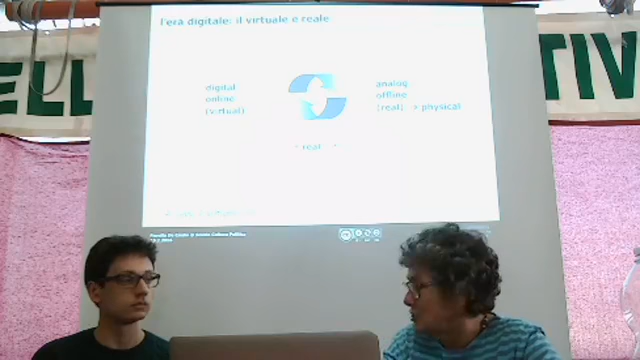 l'era digitale: il virtuale e reale
digital
online
(virtual)
analog
offline
(real) -> physical
real
ELL
TIV